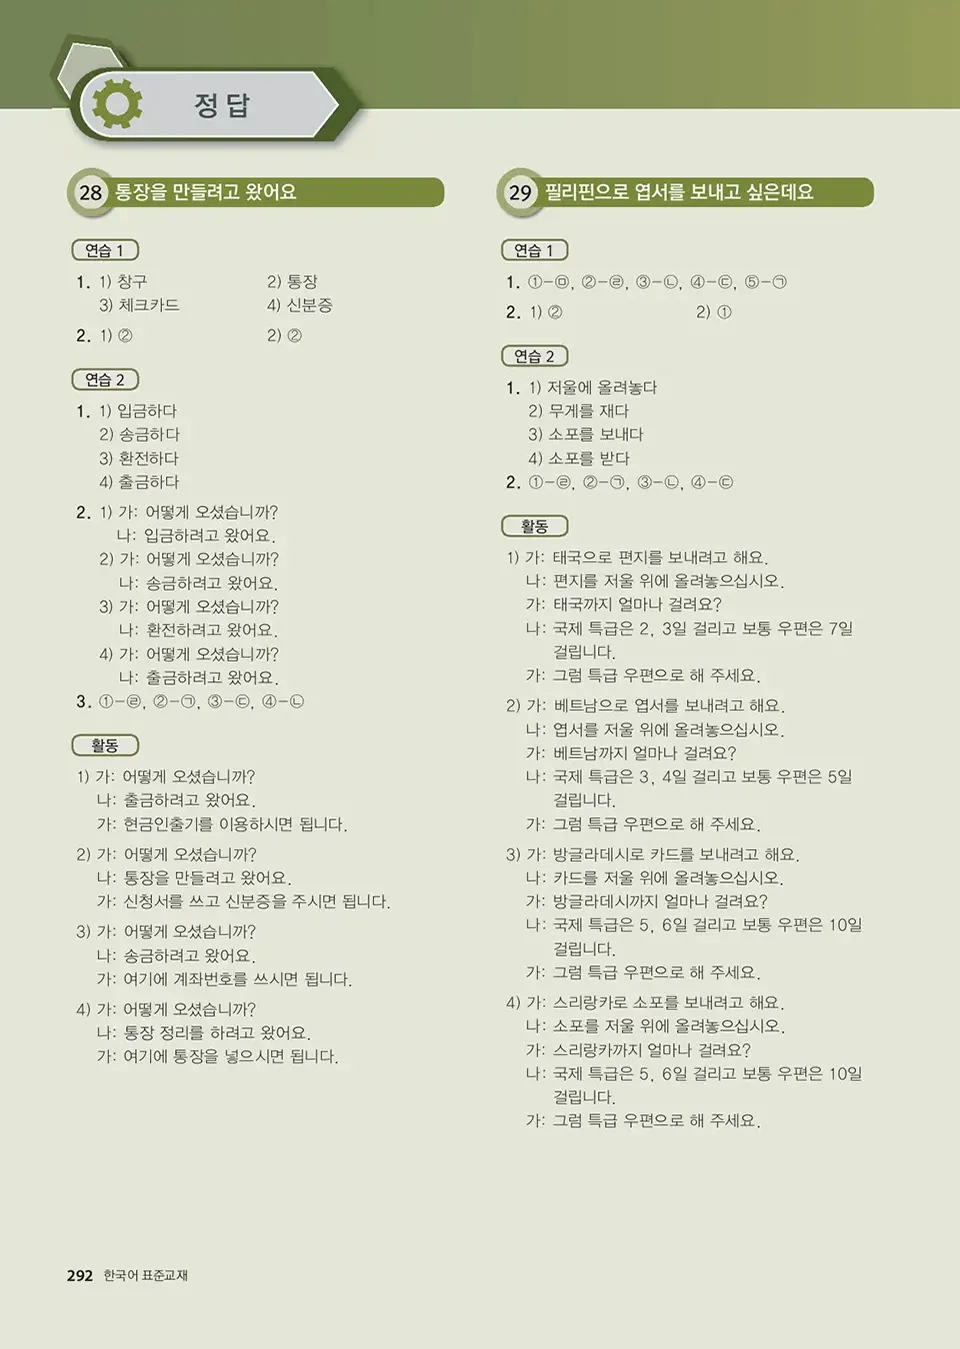 정답
28 통장을 만들려고 왔어요
연습 1
1. 1) 창구 2) 통장
3) 체크카드 4) 신분증
2. 1) ② 2) ②
연습 2
1. 1) 입금하다
2) 송금하다
3) 환전하다
4) 출금하다
2. 1) 가: 어떻게 오셨습니까?
나: 입금하려고 왔어요.
2) 가: 어떻게 오셨습니까?
나: 송금하려고 왔어요.
3) 가: 어떻게 오셨습니까?
나: 환전하려고 왔어요.
4) 가: 어떻게 오셨습니까?
나: 출금하려고 왔어요.
3. ①-㉣, ②-㉠, ③-㉢, ④-㉡
활동
1) 가: 어떻게 오셨습니까?
나: 출금하려고 왔어요.
가: 현금인출기를 이용하시면 됩니다.
2) 가: 어떻게 오셨습니까?
나: 통장을 만들려고 왔어요.
가: 신청서를 쓰고 신분증을 주시면 됩니다.
3) 가: 어떻게 오셨습니까?
나: 송금하려고 왔어요.
가: 여기에 계좌번호를 쓰시면 됩니다.
4) 가: 어떻게 오셨습니까?
나: 통장 정리를 하려고 왔어요.
가: 여기에 통장을 넣으시면 됩니다.
29 필리핀으로 엽서를 보내고 싶은데요
연습 1
1. ①-㉤, ②-㉣, ③-㉡, ④-㉢, ⑤-㉠
2. 1) ② 2) ①
연습 2
1. 1) 저울에 올려놓다
2) 무게를 재다
3) 소포를 보내다
4) 소포를 받다
2. ①-㉣, ②-㉠, ③-㉡, ④-㉢
활동
1) 가: 태국으로 편지를 보내려고 해요.
나: 편지를 저울 위에 올려놓으십시오.
가: 태국까지 얼마나 걸려요?
나: 국제 특급은 2, 3일 걸리고 보통 우편은 7일
걸립니다.
가: 그럼 특급 우편으로 해 주세요.
2) 가: 베트남으로 엽서를 보내려고 해요.
나: 엽서를 저울 위에 올려놓으십시오.
가: 베트남까지 얼마나 걸려요?
나: 국제 특급은 3, 4일 걸리고 보통 우편은 5일
걸립니다.
가: 그럼 특급 우편으로 해 주세요.
3) 가: 방글라데시로 카드를 보내려고 해요.
나: 카드를 저울 위에 올려놓으십시오.
가: 방글라데시까지 얼마나 걸려요?
나: 국제 특급은 5, 6일 걸리고 보통 우편은 10일
걸립니다.
가: 그럼 특급 우편으로 해 주세요.
4) 가: 스리랑카로 소포를 보내려고 해요.
나: 소포를 저울 위에 올려놓으십시오.
가: 스리랑카까지 얼마나 걸려요?
나: 국제 특급은 5, 6일 걸리고 보통 우편은 10일
걸립니다.
가: 그럼 특급 우편으로 해 주세요.
292 한국어 표준교재